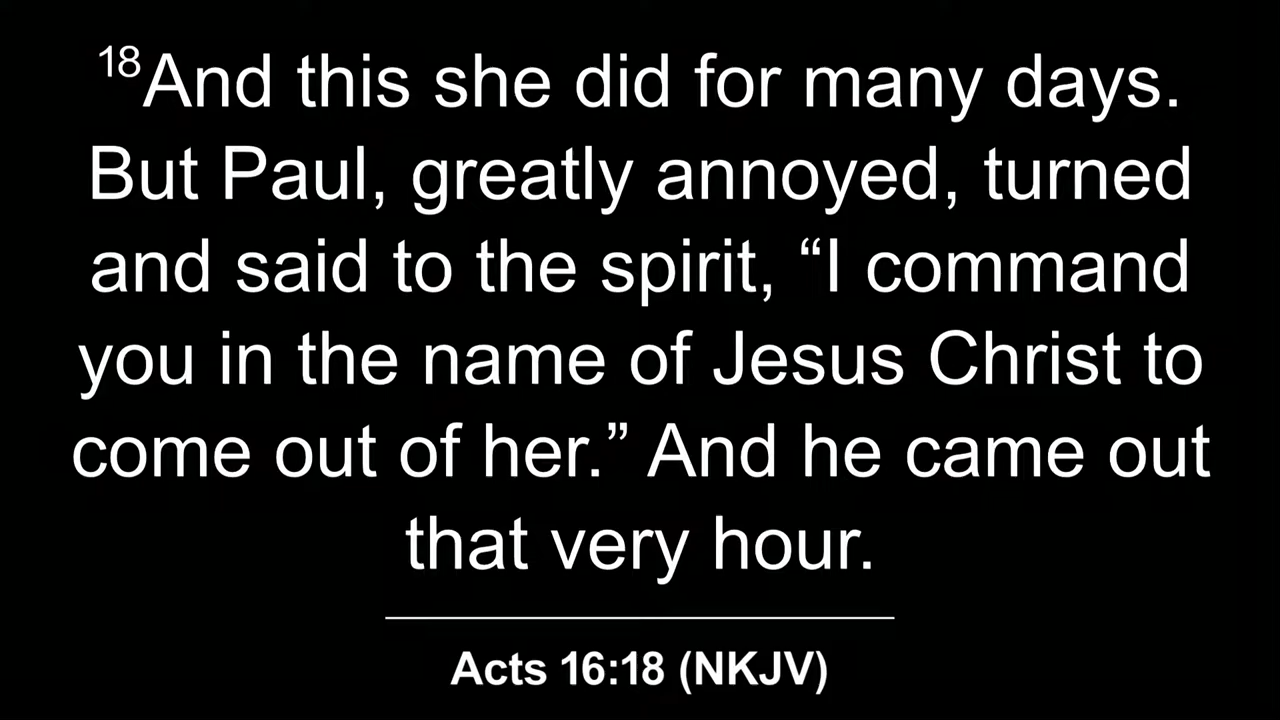 18And this she did for many days.
But Paul, greatly annoyed, turned
and said to the spirit, “I command
you in the name of Jesus Christ to
come out of her.” And he came out
that very hour.
Acts 16:18 (NKJV)